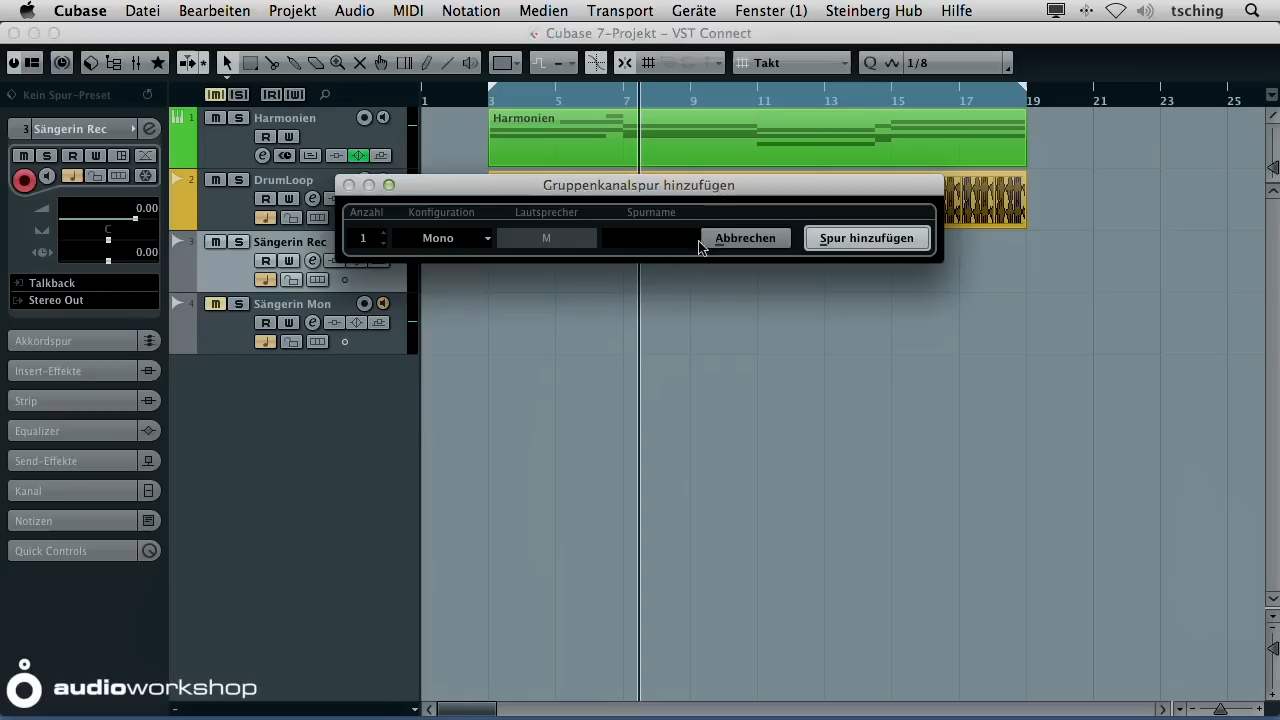 Cubase Datei Bearbeiten Projekt Audio MIDI Notation Medien Transport Geräte Fenster (1) Steinberg Hub Hilfe tsching
Cubase 7-Projekt – VST Connect
Takt
Q
1/8
Kein Spur-Preset
[M] [S] [R] [W]
1 3 5 7 9 11 13 15 17 19 21 23 25
3 Sängerin Rec
M S R W
0.00
C
0.00
Talkback
Stereo Out
Akkordspur
Insert-Effekte
Strip
Equalizer
Send-Effekte
Kanal
Notizen
Quick Controls
1 M S Harmonien
R W
e
2 M S DrumLoop
R W e
3 M S Sängerin Rec
R W e
4 M S Sängerin Mon
R W e
Harmonien
Gruppenkanalspur hinzufügen
Anzahl Konfiguration Lautsprecher Spurname
1 Mono M Abbrechen Spur hinzufügen
audioworkshop